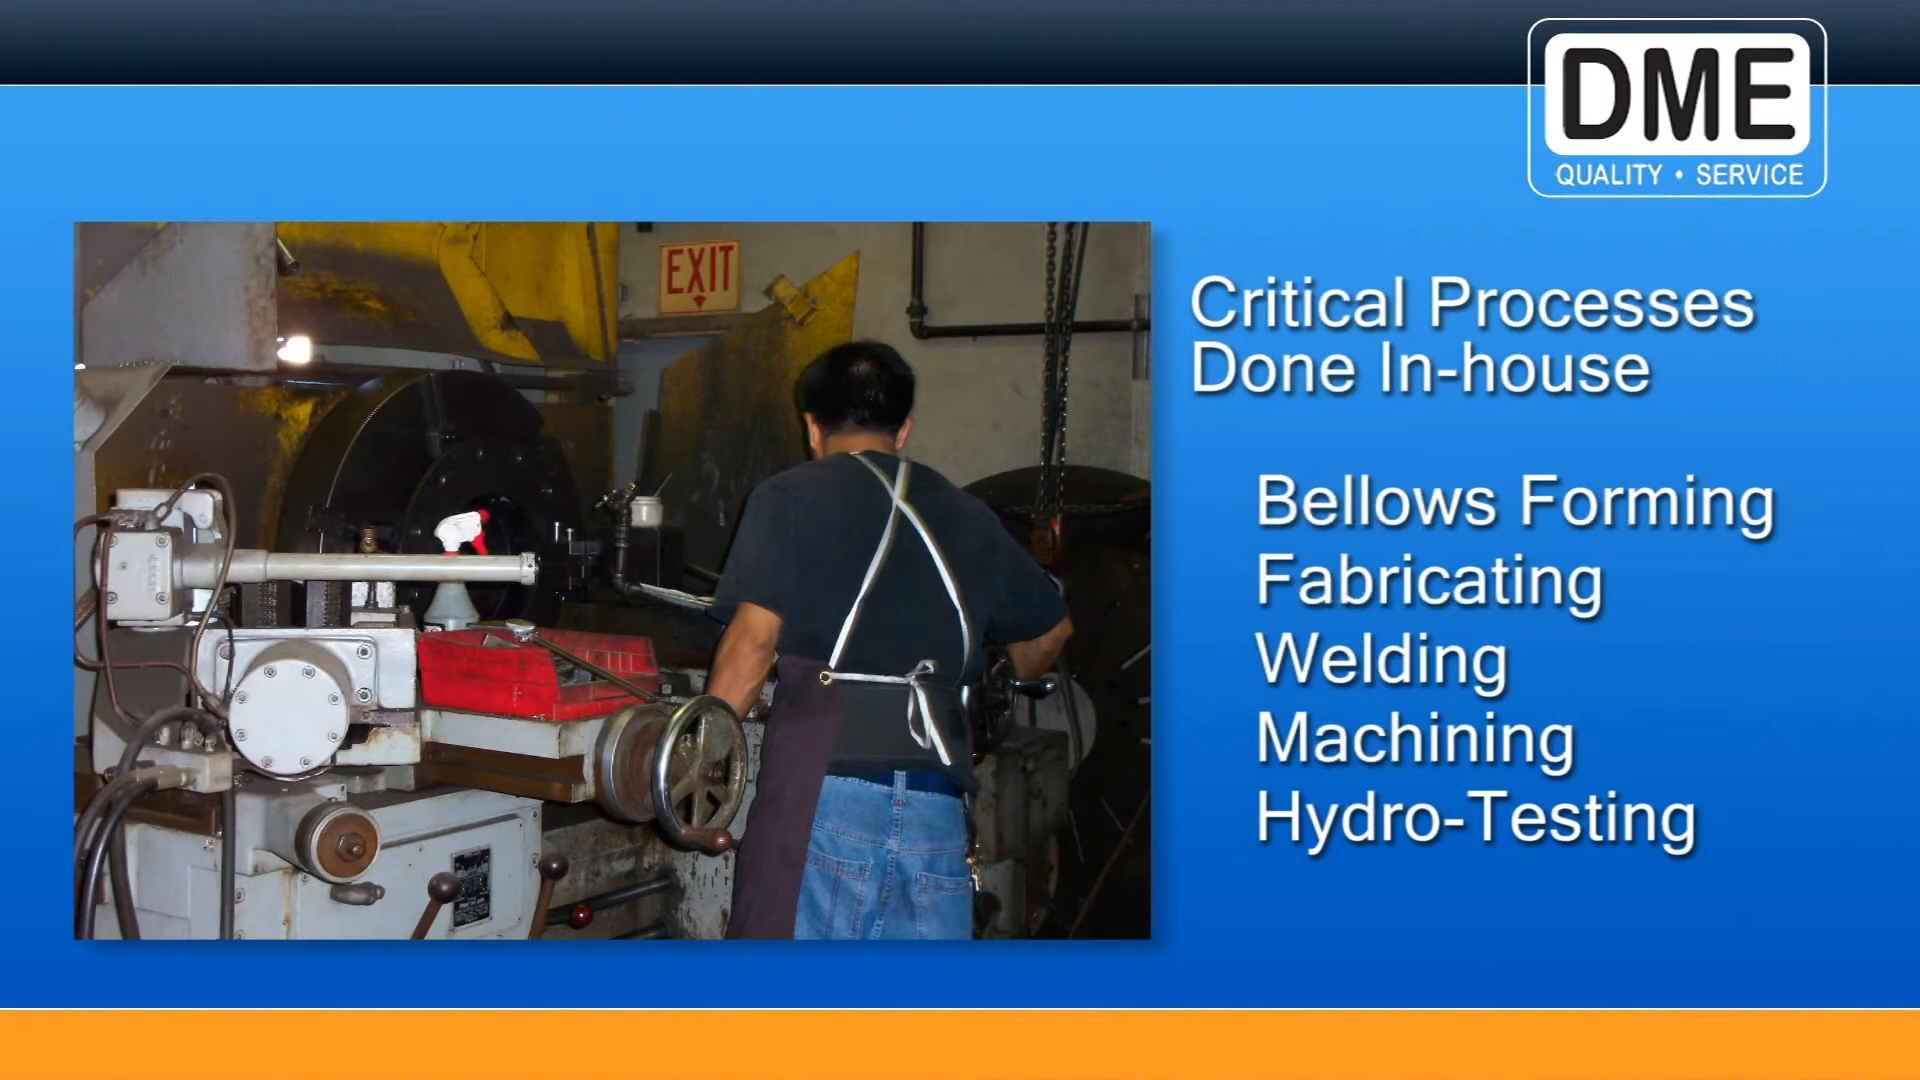 DME
QUALITY • SERVICE
EXIT
Critical Processes
Done In-house
Bellows Forming
Fabricating
Welding
Machining
Hydro-Testing